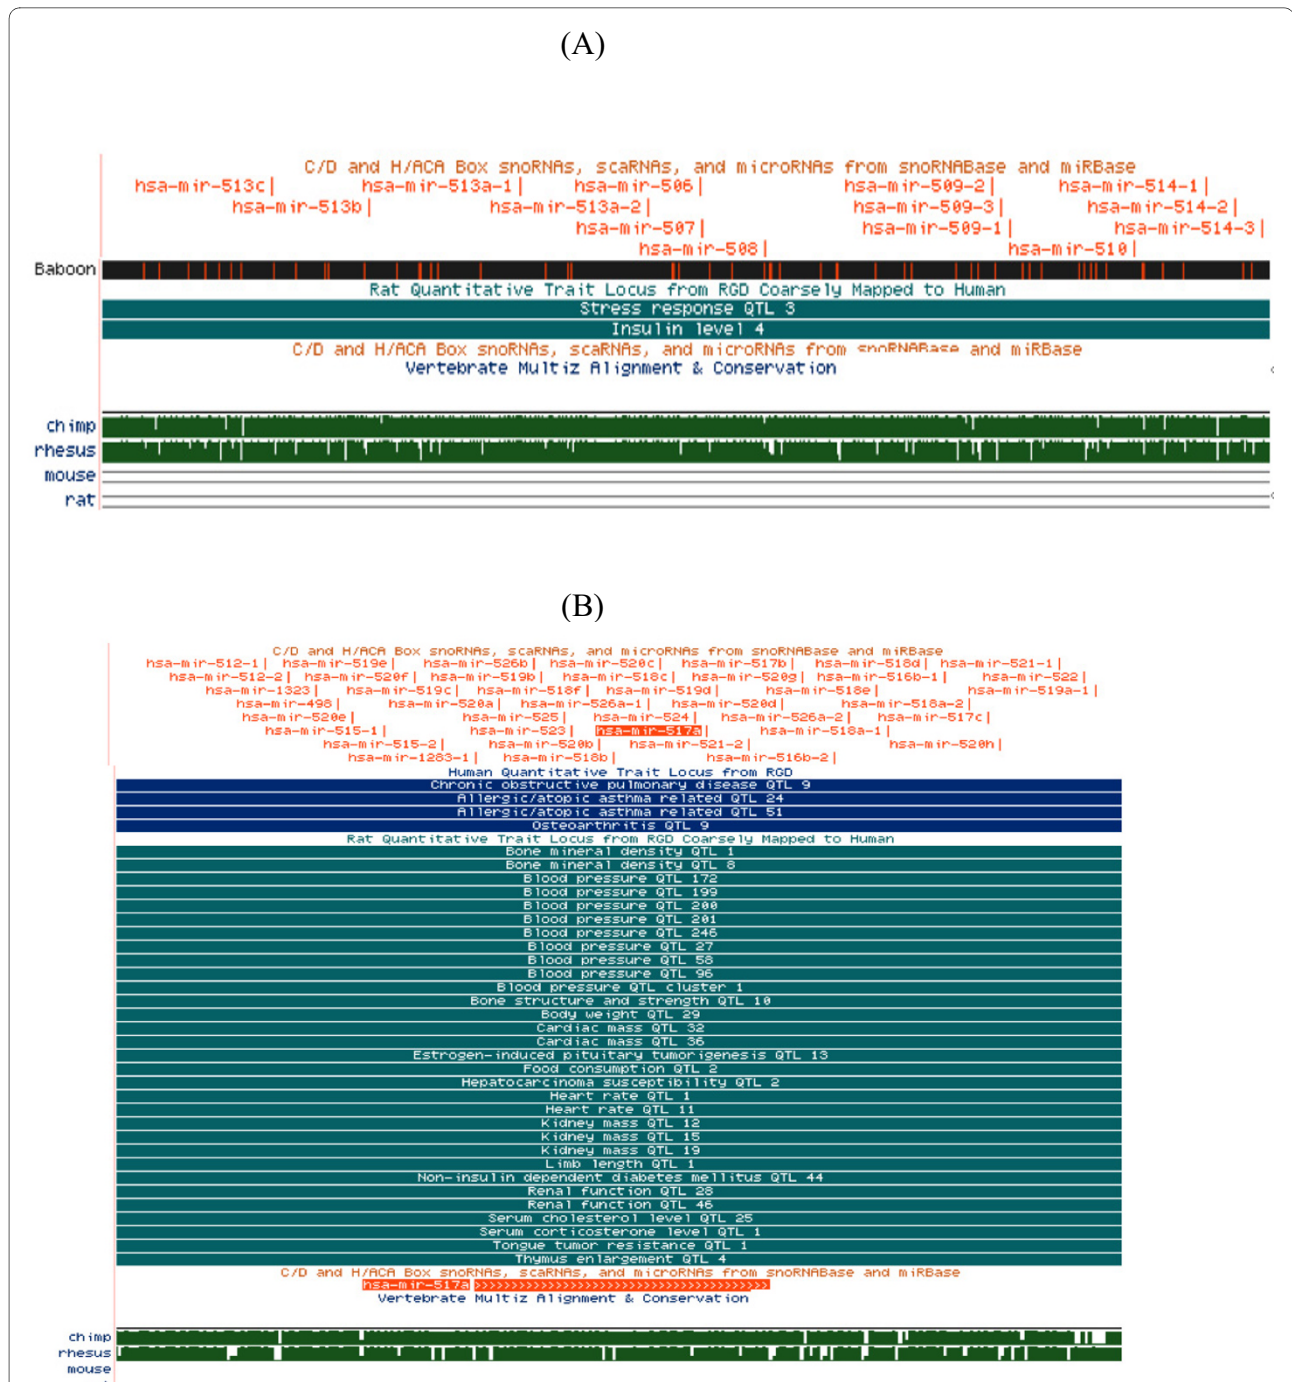 (A)
C/D and H/ACA Box snoRNAs, scaRNAs, and microRNAs from snoRNABase and miRBase
hsa-mir-513c| hsa-mir-513a-1| hsa-mir-506| hsa-mir-509-2| hsa-mir-514-1|
hsa-mir-513b| hsa-mir-513a-2| hsa-mir-509-3| hsa-mir-514-2|
hsa-mir-507| hsa-mir-509-1| hsa-mir-514-3|
hsa-mir-508| hsa-mir-510|
Baboon
Rat Quantitative Trait Locus from RGD Coarsely Mapped to Human
Stress response QTL 3
Insulin level 4
C/D and H/ACA Box snoRNAs, scaRNAs, and microRNAs from snoRNABase and miRBase
Vertebrate Multiz Alignment & Conservation
chimp
rhesus
mouse
rat
(B)
C/D and H/ACA Box snoRNAs, scaRNAs, and microRNAs from snoRNABase and miRBase
hsa-mir-512-1| hsa-mir-519e| hsa-mir-526b| hsa-mir-520c| hsa-mir-517b| hsa-mir-518d| hsa-mir-521-1|
hsa-mir-512-2| hsa-mir-520f| hsa-mir-519b| hsa-mir-518c| hsa-mir-520g| hsa-mir-516b-1| hsa-mir-522|
hsa-mir-1323| hsa-mir-519c| hsa-mir-518f| hsa-mir-519d| hsa-mir-518e| hsa-mir-519a-1|
hsa-mir-498| hsa-mir-520a| hsa-mir-526a-1| hsa-mir-520d| hsa-mir-518a-2|
hsa-mir-520e| hsa-mir-525| hsa-mir-524| hsa-mir-526a-2| hsa-mir-517c|
hsa-mir-515-1| hsa-mir-523| hsa-mir-517a| hsa-mir-518a-1|
hsa-mir-515-2| hsa-mir-520b| hsa-mir-521-2| hsa-mir-520h|
hsa-mir-1283-1| hsa-mir-518b| hsa-mir-516b-2|
Human Quantitative Trait Locus from RGD
Chronic obstructive pulmonary disease QTL 9
Allergic/atopic asthma related QTL 24
Allergic/atopic asthma related QTL 51
Osteoarthritis QTL 9
Rat Quantitative Trait Locus from RGD Coarsely Mapped to Human
Bone mineral density QTL 1
Bone mineral density QTL 8
Blood pressure QTL 172
Blood pressure QTL 199
Blood pressure QTL 200
Blood pressure QTL 201
Blood pressure QTL 246
Blood pressure QTL 27
Blood pressure QTL 58
Blood pressure QTL 96
Blood pressure QTL cluster 1
Bone structure and strength QTL 10
Body weight QTL 29
Cardiac mass QTL 32
Cardiac mass QTL 36
Estrogen-induced pituitary tumorigenesis QTL 13
Food consumption QTL 2
Hepatocarcinoma susceptibility QTL 2
Heart rate QTL 1
Heart rate QTL 11
Kidney mass QTL 12
Kidney mass QTL 15
Kidney mass QTL 19
Limb length QTL 1
Non-insulin dependent diabetes mellitus QTL 44
Renal function QTL 28
Renal function QTL 46
Serum cholesterol level QTL 25
Serum corticosterone level QTL 1
Tongue tumor resistance QTL 1
Thymus enlargement QTL 4
C/D and H/ACA Box snoRNAs, scaRNAs, and microRNAs from snoRNABase and miRBase
hsa-mir-517a
Vertebrate Multiz Alignment & Conservation
chimp
rhesus
mouse